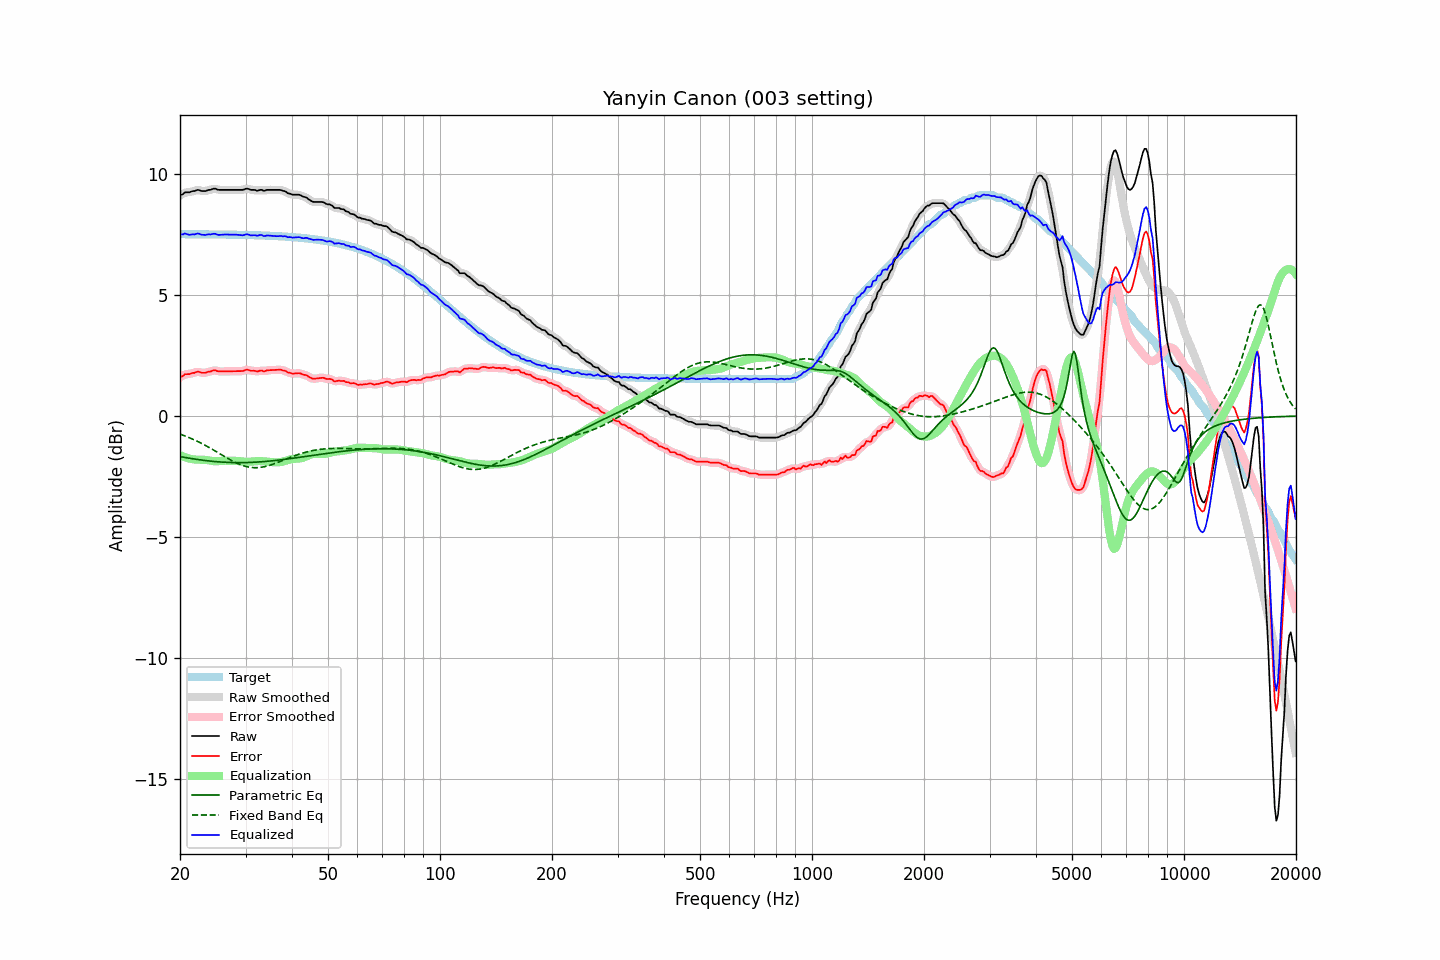 Yanyin Canon (003 setting)
10
5
0
−5
−10
−15
Amplitude (dBr)
Target
Raw Smoothed
Error Smoothed
Raw
Error
Equalization
Parametric Eq
Fixed Band Eq
Equalized
20 50 100 200 500 1000 2000 5000 10000 20000
Frequency (Hz)